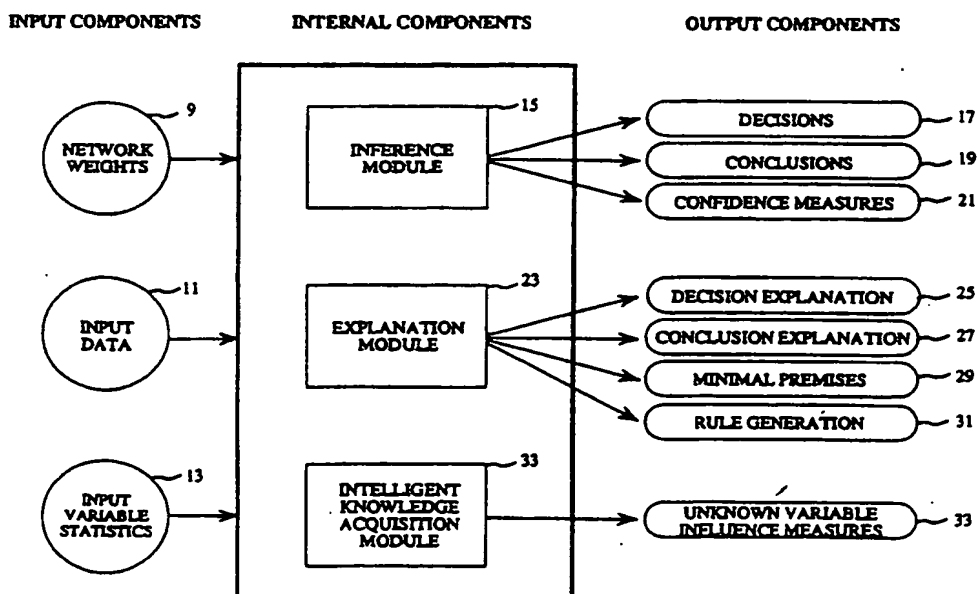 INPUT COMPONENTS
INTERNAL COMPONENTS
OUTPUT COMPONENTS
9
NETWORK
WEIGHTS
15
INFERENCE
MODULE
DECISIONS
17
CONCLUSIONS
19
CONFIDENCE MEASURES
21
11
INPUT
DATA
23
EXPLANATION
MODULE
DECISION EXPLANATION
25
CONCLUSION EXPLANATION
27
MINIMAL PREMISES
29
RULE GENERATION
31
13
INPUT
VARIABLE
STATISTICS
33
INTELLIGENT
KNOWLEDGE
ACQUISITION
MODULE
UNKNOWN VARIABLE
INFLUENCE MEASURES
33